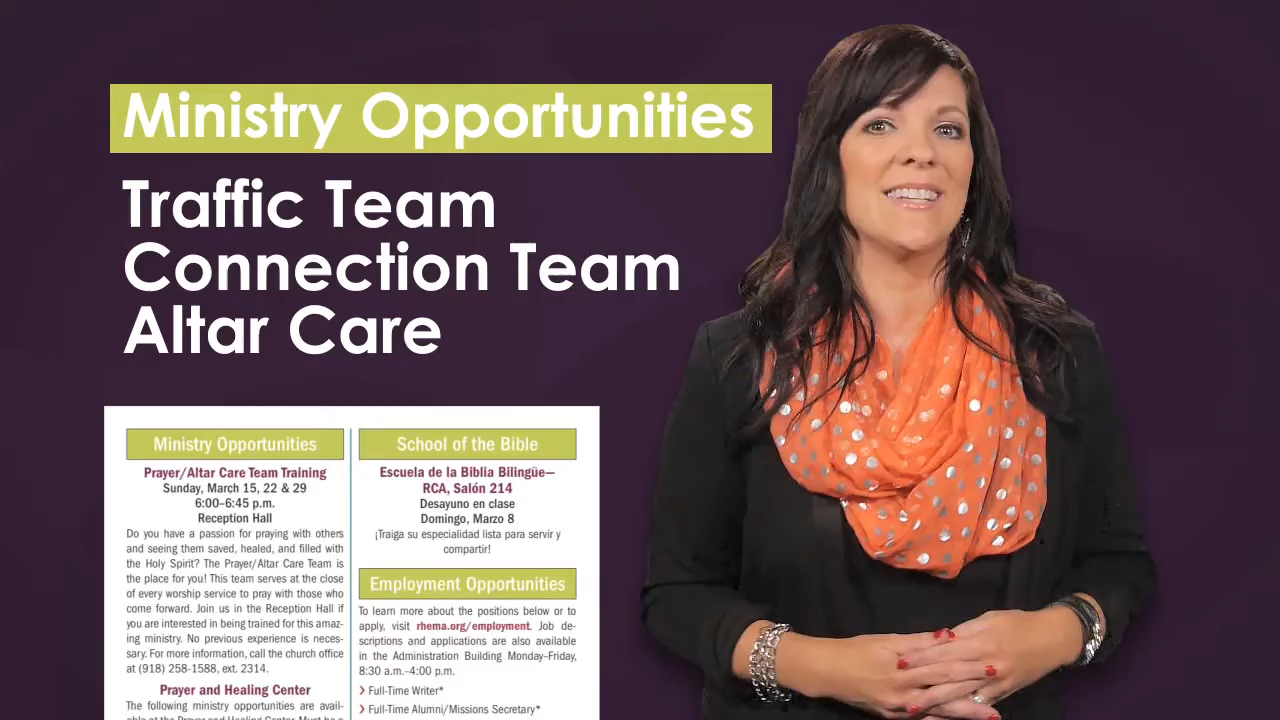 Ministry Opportunities
Traffic Team
Connection Team
Altar Care
Ministry Opportunities
Prayer/Altar Care Team Training
Sunday, March 15, 22 & 29
6:00–6:45 p.m.
Reception Hall
Do you have a passion for praying with others
and seeing them saved, healed, and filled with
the Holy Spirit? The Prayer/Altar Care Team is
the place for you! This team serves at the close
of every worship service to pray with those who
come forward. Join us in the Reception Hall if
you are interested in being trained for this amaz-
ing ministry. No previous experience is neces-
sary. For more information, call the church office
at (918) 258-1588, ext. 2314.
Prayer and Healing Center
The following ministry opportunities are avail-
able at the Prayer and Healing Center. Must be a
School of the Bible
Escuela de la Biblia Bilingüe—
RCA, Salón 214
Desayuno en clase
Domingo, Marzo 8
¡Traiga su especialidad lista para servir y
compartir!
Employment Opportunities
To learn more about the positions below or to
apply, visit rhema.org/employment. Job de-
scriptions and applications are also available
in the Administration Building Monday–Friday,
8:30 a.m.–4:00 p.m.
❯ Full-Time Writer*
❯ Full-Time Alumni/Missions Secretary*